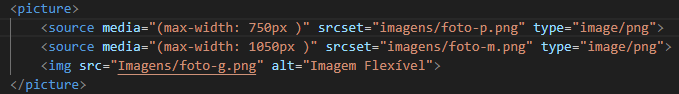 <picture>
<source media="(max-width: 750px )" srcset="imagens/foto-p.png" type="image/png">
<source media="(max-width: 1050px )" srcset="imagens/foto-m.png" type="image/png">
<img src="Imagens/foto-g.png" alt="Imagem Flexível">
</picture>